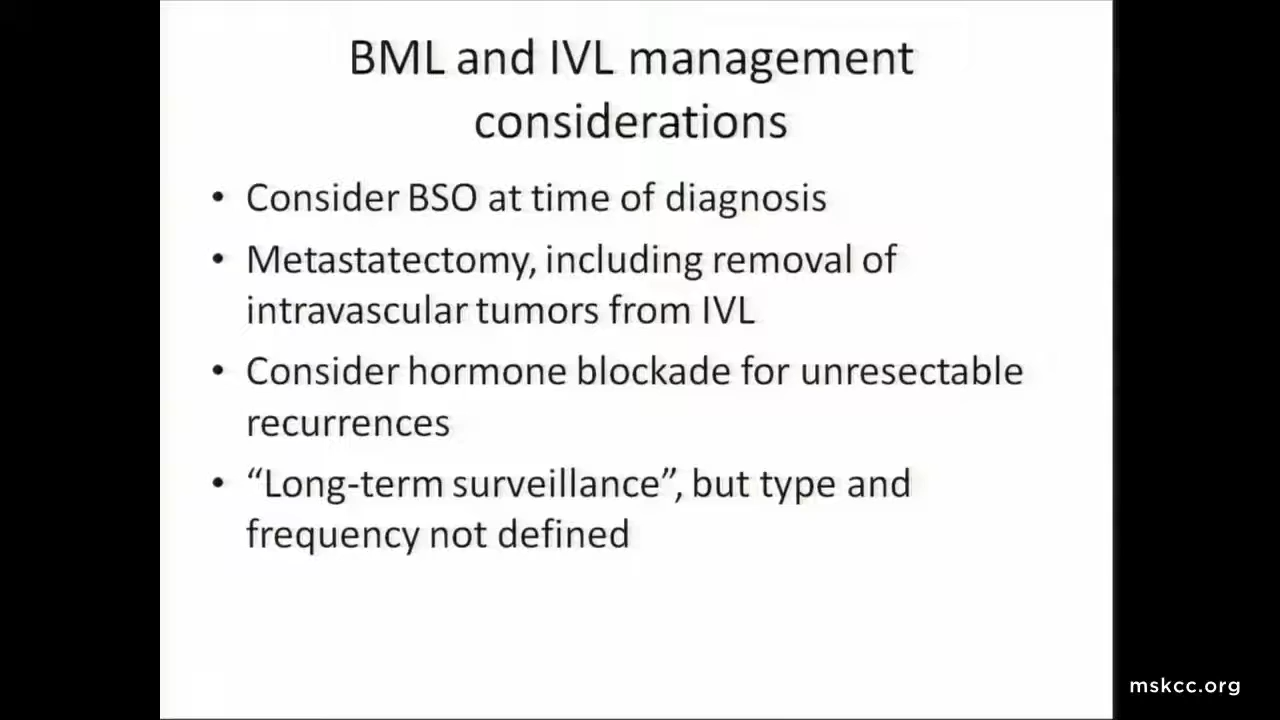 BML and IVL management
considerations
• Consider BSO at time of diagnosis
• Metastatectomy, including removal of
intravascular tumors from IVL
• Consider hormone blockade for unresectable
recurrences
• “Long-term surveillance”, but type and
frequency not defined
mskcc.org